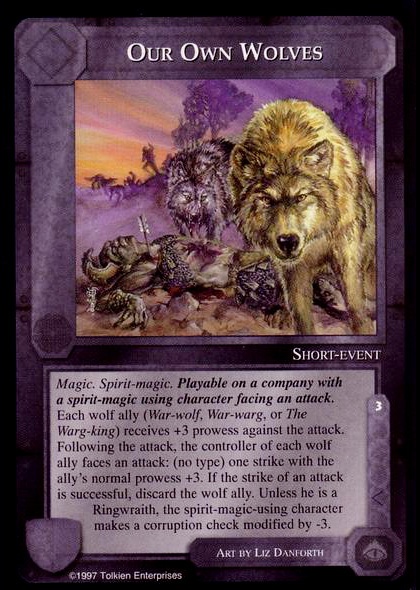 OUR OWN WOLVES
SHORT-EVENT
Magic. Spirit-magic. Playable on a company with
a spirit-magic using character facing an attack.
Each wolf ally (War-wolf, War-warg, or The
Warg-king) receives +3 prowess against the attack.
Following the attack, the controller of each wolf
ally faces an attack: (no type) one strike with the
ally's normal prowess +3. If the strike of an attack
is successful, discard the wolf ally. Unless he is a
Ringwraith, the spirit-magic-using character
makes a corruption check modified by -3.
3
ART BY LIZ DANFORTH
©1997 Tolkien Enterprises